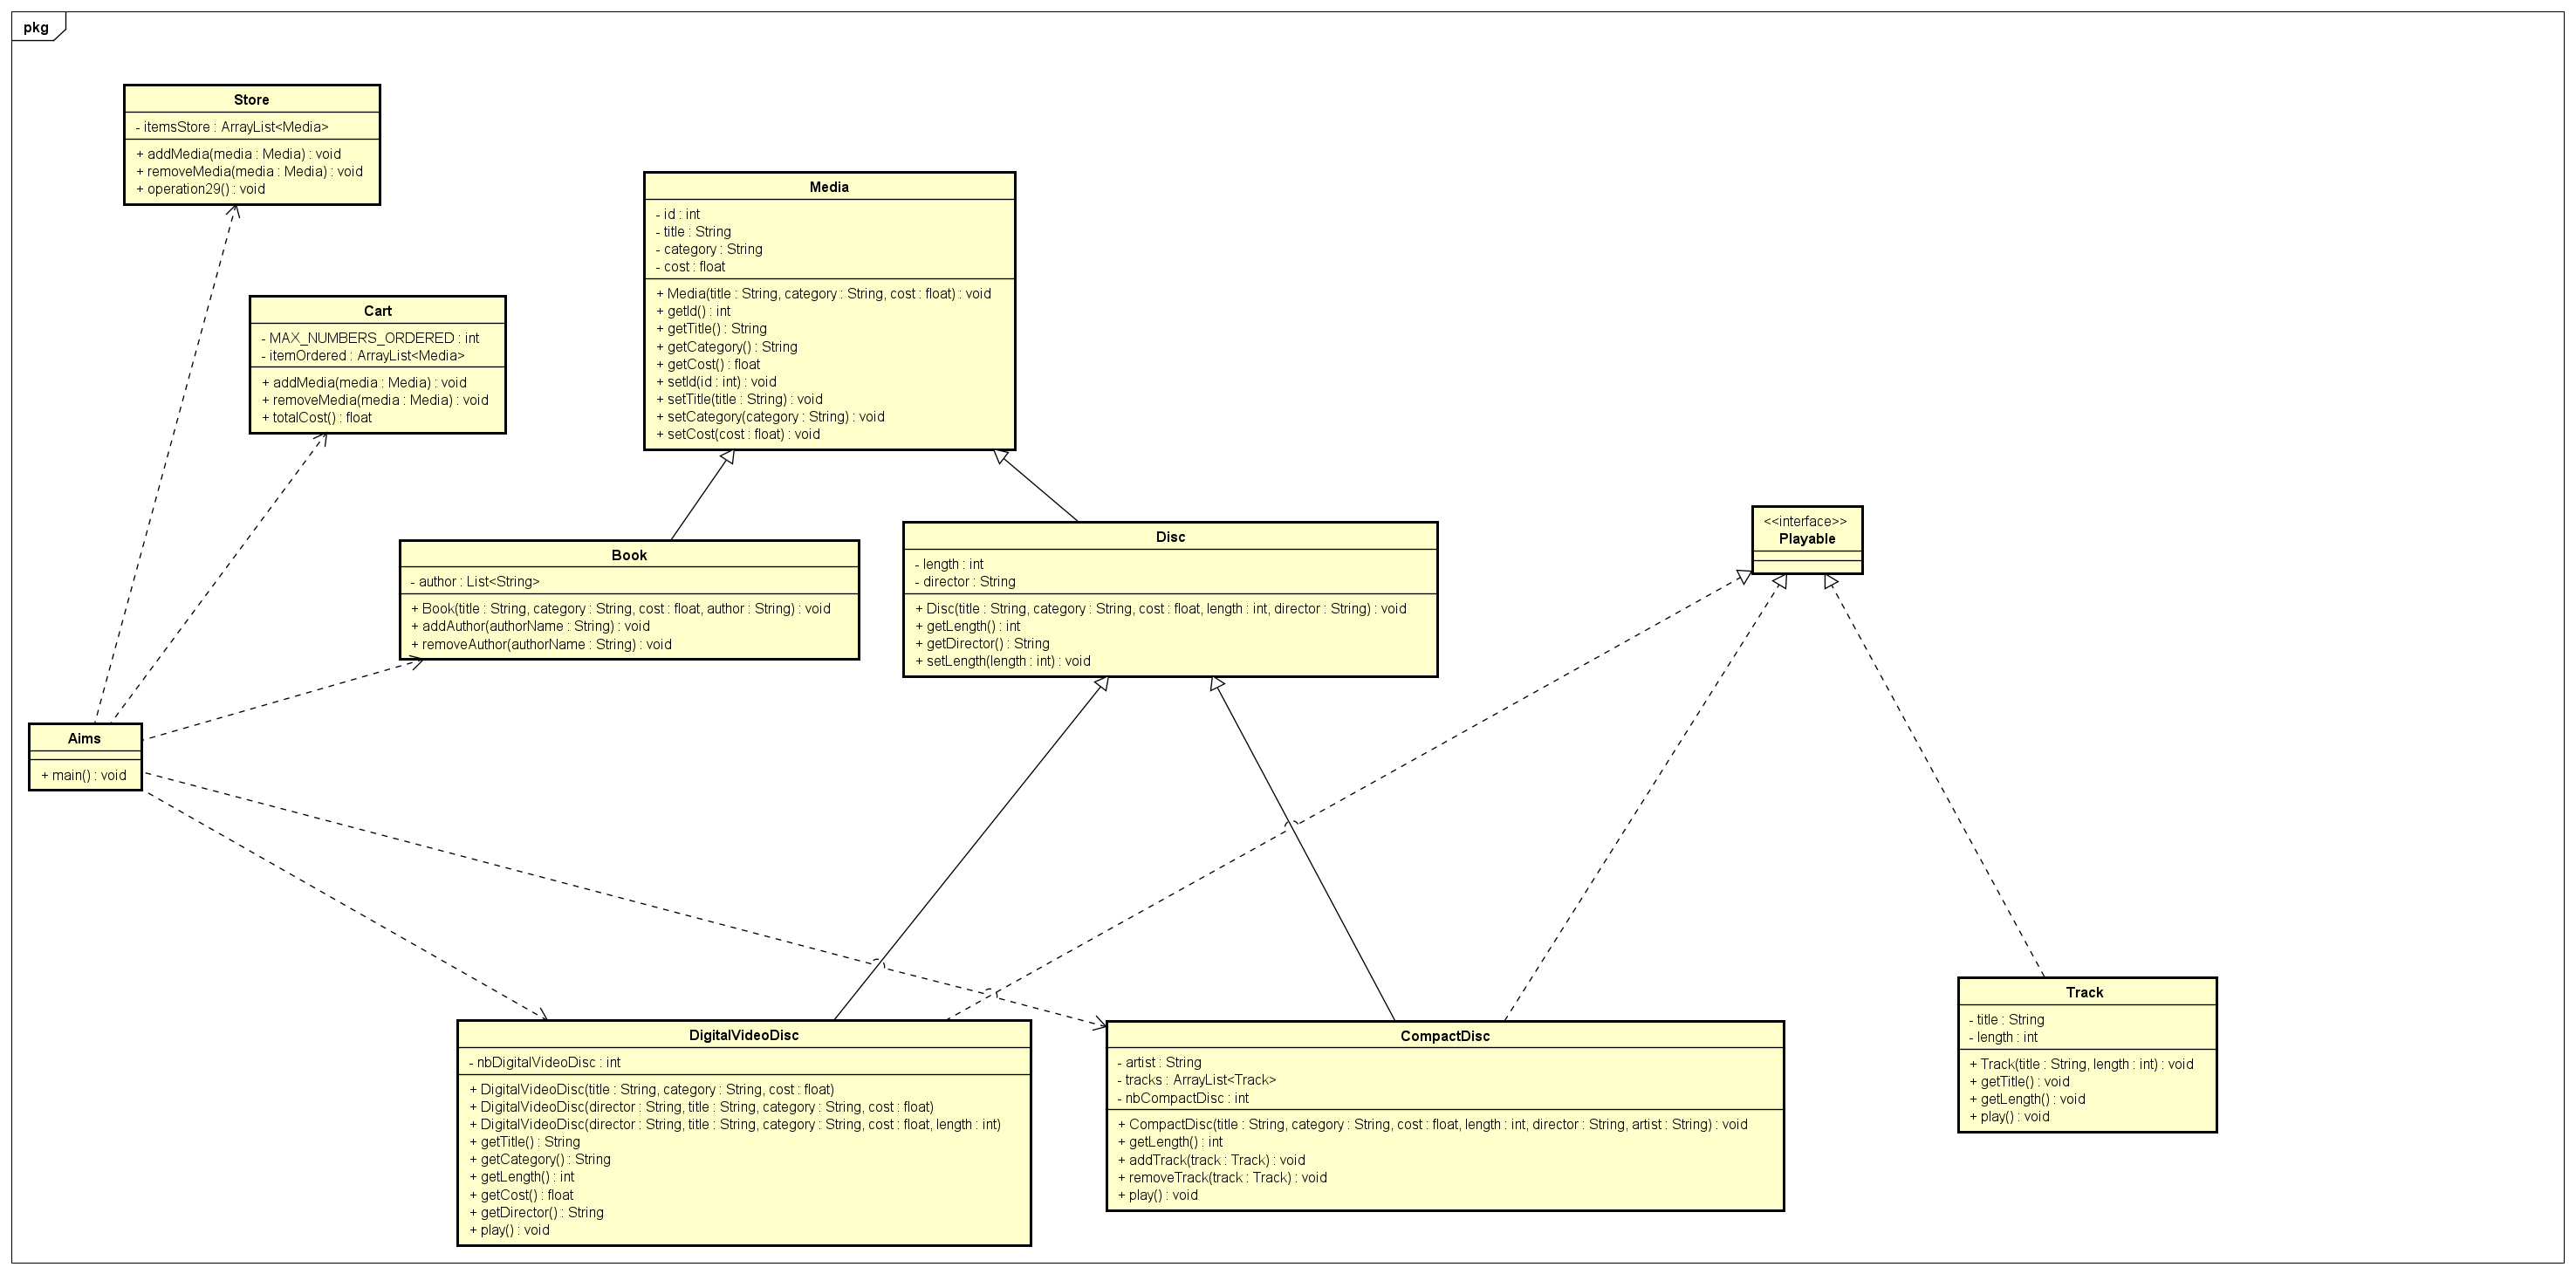 pkg
Store
- itemsStore : ArrayList<Media>
+ addMedia(media : Media) : void
+ removeMedia(media : Media) : void
+ operation29() : void
Media
- id : int
- title : String
- category : String
- cost : float
+ Media(title : String, category : String, cost : float) : void
+ getId() : int
+ getTitle() : String
+ getCategory() : String
+ getCost() : float
+ setId(id : int) : void
+ setTitle(title : String) : void
+ setCategory(category : String) : void
+ setCost(cost : float) : void
Cart
- MAX_NUMBERS_ORDERED : int
- itemOrdered : ArrayList<Media>
+ addMedia(media : Media) : void
+ removeMedia(media : Media) : void
+ totalCost() : float
Book
- author : List<String>
+ Book(title : String, category : String, cost : float, author : String) : void
+ addAuthor(authorName : String) : void
+ removeAuthor(authorName : String) : void
Disc
- length : int
- director : String
+ Disc(title : String, category : String, cost : float, length : int, director : String) : void
+ getLength() : int
+ getDirector() : String
+ setLength(length : int) : void
<<interface>>
Playable
Aims
+ main() : void
DigitalVideoDisc
- nbDigitalVideoDisc : int
+ DigitalVideoDisc(title : String, category : String, cost : float)
+ DigitalVideoDisc(director : String, title : String, category : String, cost : float)
+ DigitalVideoDisc(director : String, title : String, category : String, cost : float, length : int)
+ getTitle() : String
+ getCategory() : String
+ getLength() : int
+ getCost() : float
+ getDirector() : String
+ play() : void
CompactDisc
- artist : String
- tracks : ArrayList<Track>
- nbCompactDisc : int
+ CompactDisc(title : String, category : String, cost : float, length : int, director : String, artist : String) : void
+ getLength() : int
+ addTrack(track : Track) : void
+ removeTrack(track : Track) : void
+ play() : void
Track
- title : String
- length : int
+ Track(title : String, length : int) : void
+ getTitle() : void
+ getLength() : void
+ play() : void